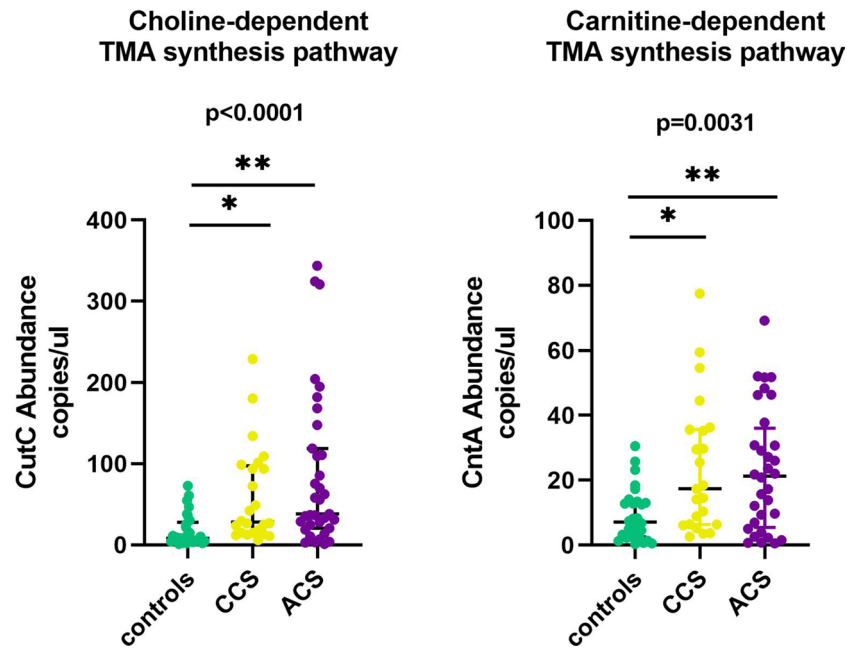 Choline-dependent
TMA synthesis pathway
p<0.0001
**
*
400
300
200
100
0
CutC Abundance
copies/ul
controls
CCS
ACS
Carnitine-dependent
TMA synthesis pathway
p=0.0031
**
*
100
80
60
40
20
0
CntA Abundance
copies/ul
controls
CCS
ACS